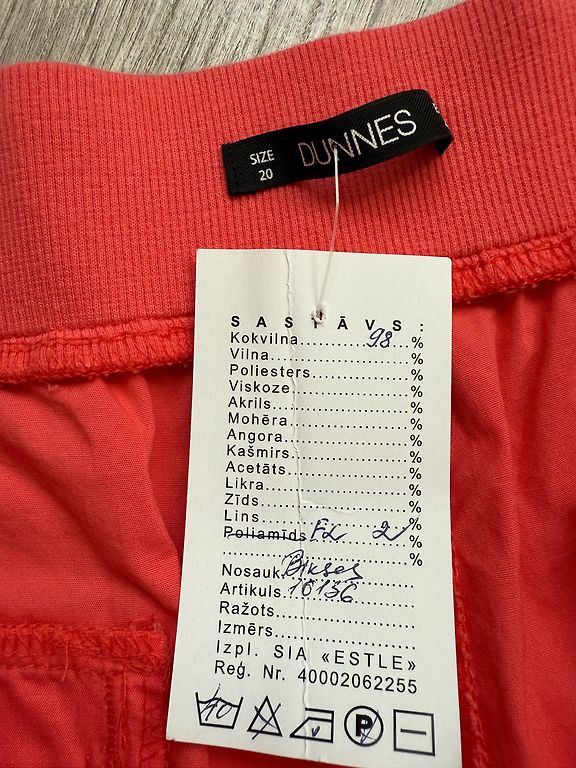 SIZE
20
DUNNES
SASTĀVS:
Kokvilna..........98...%
Vilna....................%
Poliesters..............%
Viskoze.................%
Akrils...................%
Mohēra.................%
Angora.................%
Kašmirs................%
Acetāts.................%
Likra....................%
Zīds.....................%
Lins.....................%
Poliamīds EL 2 %
..........................%
Nosauk. Bikses
Artikuls. 16136
Ražots..................
Izmērs..................
Izpl. SIA «ESTLE»
Reģ. Nr. 40002062255
40 P